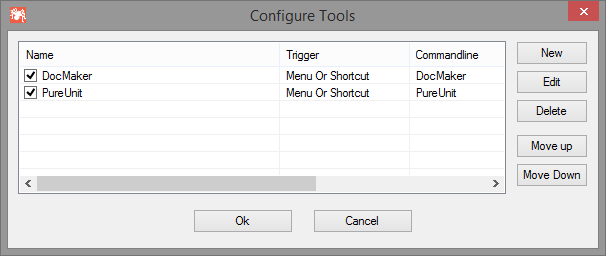 Configure Tools
Name Trigger Commandline
DocMaker Menu Or Shortcut DocMaker
PureUnit Menu Or Shortcut PureUnit
New
Edit
Delete
Move up
Move Down
Ok Cancel